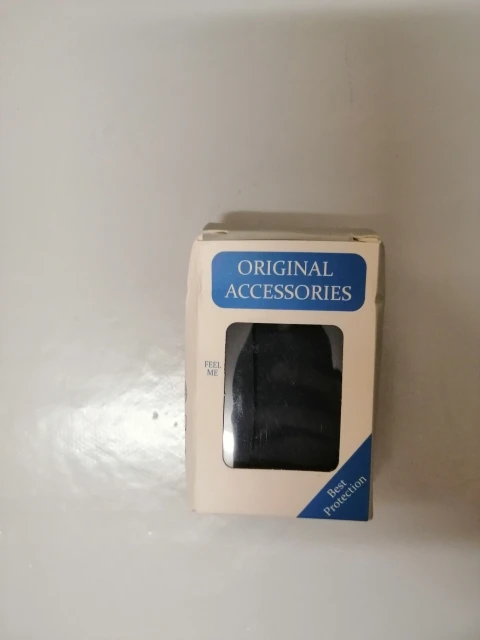 ORIGINAL
ACCESSORIES
FEEL
ME
Best
Protection